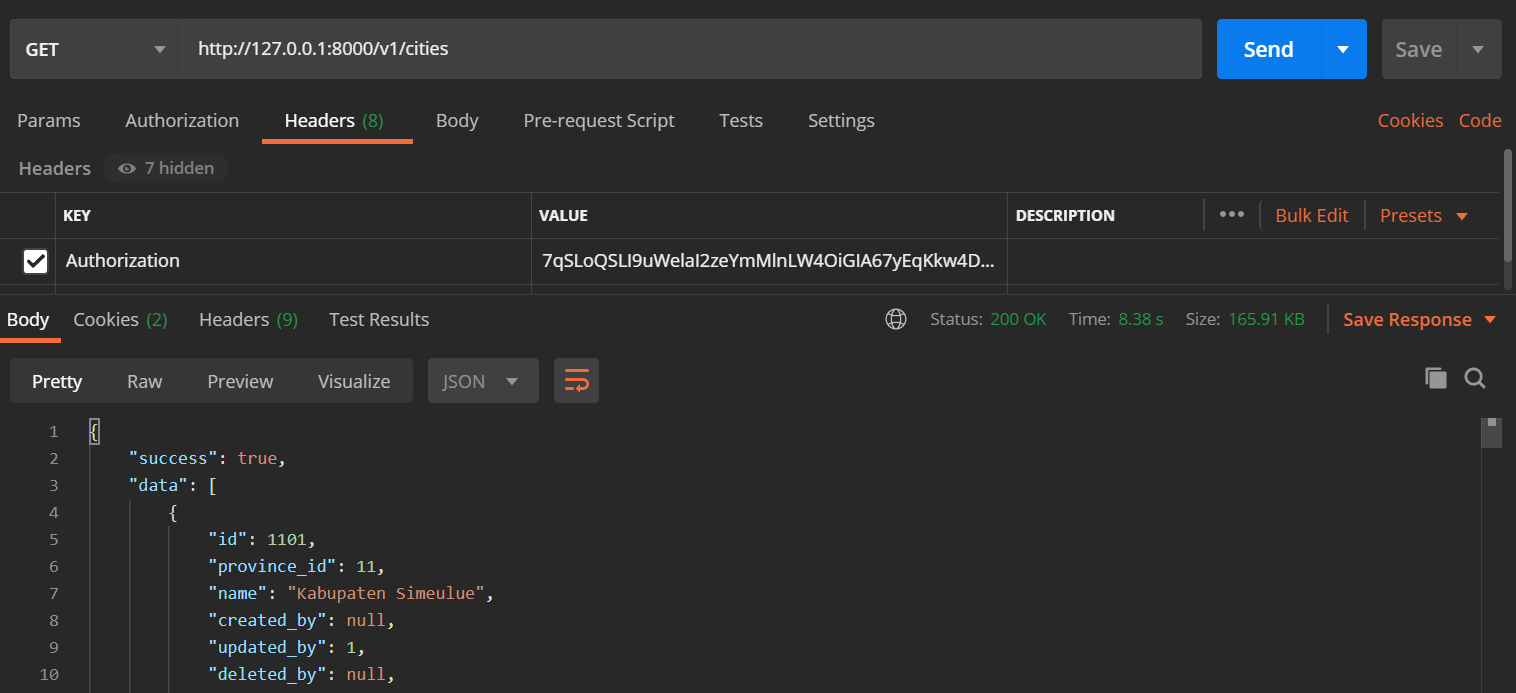 GET http://127.0.0.1:8000/v1/cities Send Save
Params Authorization Headers (8) Body Pre-request Script Tests Settings Cookies Code
Headers 7 hidden
KEY VALUE DESCRIPTION ••• Bulk Edit Presets
Authorization 7qSLoQSLI9uWelaI2zeYmMlnLW4OiGIA67yEqKkw4D...
Body Cookies (2) Headers (9) Test Results Status: 200 OK Time: 8.38 s Size: 165.91 KB Save Response
Pretty Raw Preview Visualize JSON
1 {
2 "success": true,
3 "data": [
4 {
5 "id": 1101,
6 "province_id": 11,
7 "name": "Kabupaten Simeulue",
8 "created_by": null,
9 "updated_by": 1,
10 "deleted_by": null,